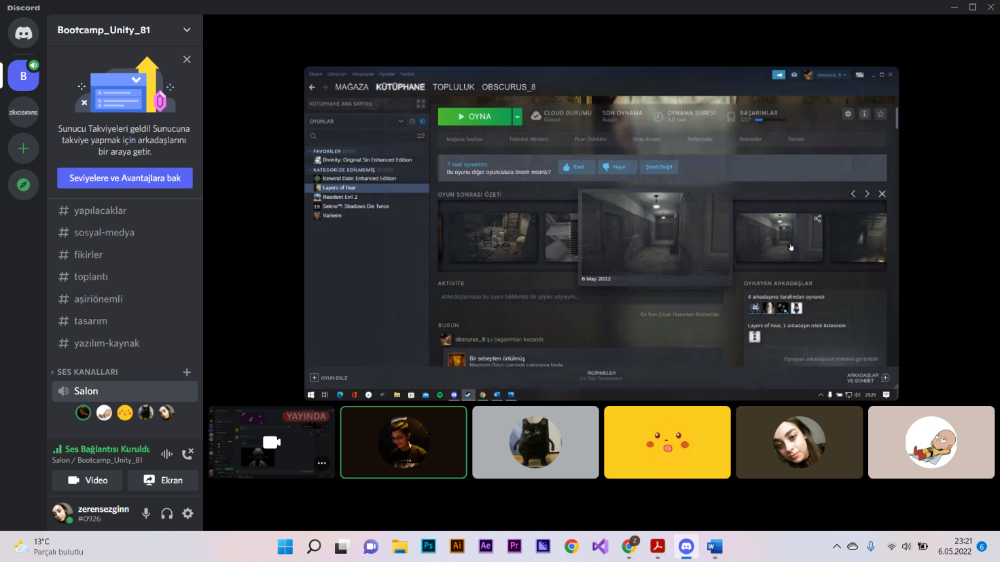 Discord
Bootcamp_Unity_81
B
zkıcısınıns
Sunucu Takviyeleri geldi! Sunucuna
takviye yapmak için arkadaşlarını
bir araya getir.
Seviyelere ve Avantajlara bak
# yapılacaklar
# sosyal-medya
# fikirler
# toplantı
# aşiriönemli
# tasarım
# yazılım-kaynak
SES KANALLARI
Salon
Ses Bağlantısı Kuruldu
Salon / Bootcamp_Unity_81
Video
Ekran
zerensezginn
#0926
Steam Görünüm Arkadaşlar Oyunlar Yardım
obscurus_8
MAĞAZA KÜTÜPHANE TOPLULUK OBSCURUS_8
KÜTÜPHANE ANA SAYFASI
OYUNLAR
FAVORİLER (1/37)
Divinity: Original Sin Enhanced Edition
KATEGORİZE EDİLMEMİŞ
Icewind Dale: Enhanced Edition
Layers of Fear
Resident Evil 2
Sekiro™: Shadows Die Twice
Valheim
OYNA
CLOUD DURUMU
Güncel
SON OYNAMA
Bugün
OYNAMA SÜRESİ
3,8 saat
BAŞARIMLAR
7/27
Mağaza Sayfası Topluluk Merkezi Puan Dükkânı Grup Arayın Tartışmalar Rehberler Destek
3 saat oynadınız
Bu oyunu diğer oyunculara önerir misiniz?
Evet
Hayır
Şimdi Değil
OYUN SONRASI ÖZETİ
6 May 2022
AKTİVİTE
Arkadaşlarınıza bu oyun hakkında bir şeyler söyleyin...
En Son Çıkan Haberleri Görüntüle
BUGÜN
obscurus_8 şu başarımları kazandı:
Bir sebepten örtülmüş
Magnum Opus üzerinde çalışmaya başla
OYNAYAN ARKADAŞLAR
4 arkadaşınız tarafından oynandı
Layers of Fear, 1 arkadaşın istek listesinde
Oynayan arkadaşların tümünü görüntüle
OYUN EKLE
İNDİRMELER
ARKADAŞLAR
VE SOHBET
23:21
YAYINDA
13°C
Parçalı bulutlu
Ps
Ai
Ae
Pr
Z
W
23:21
6.05.2022
6